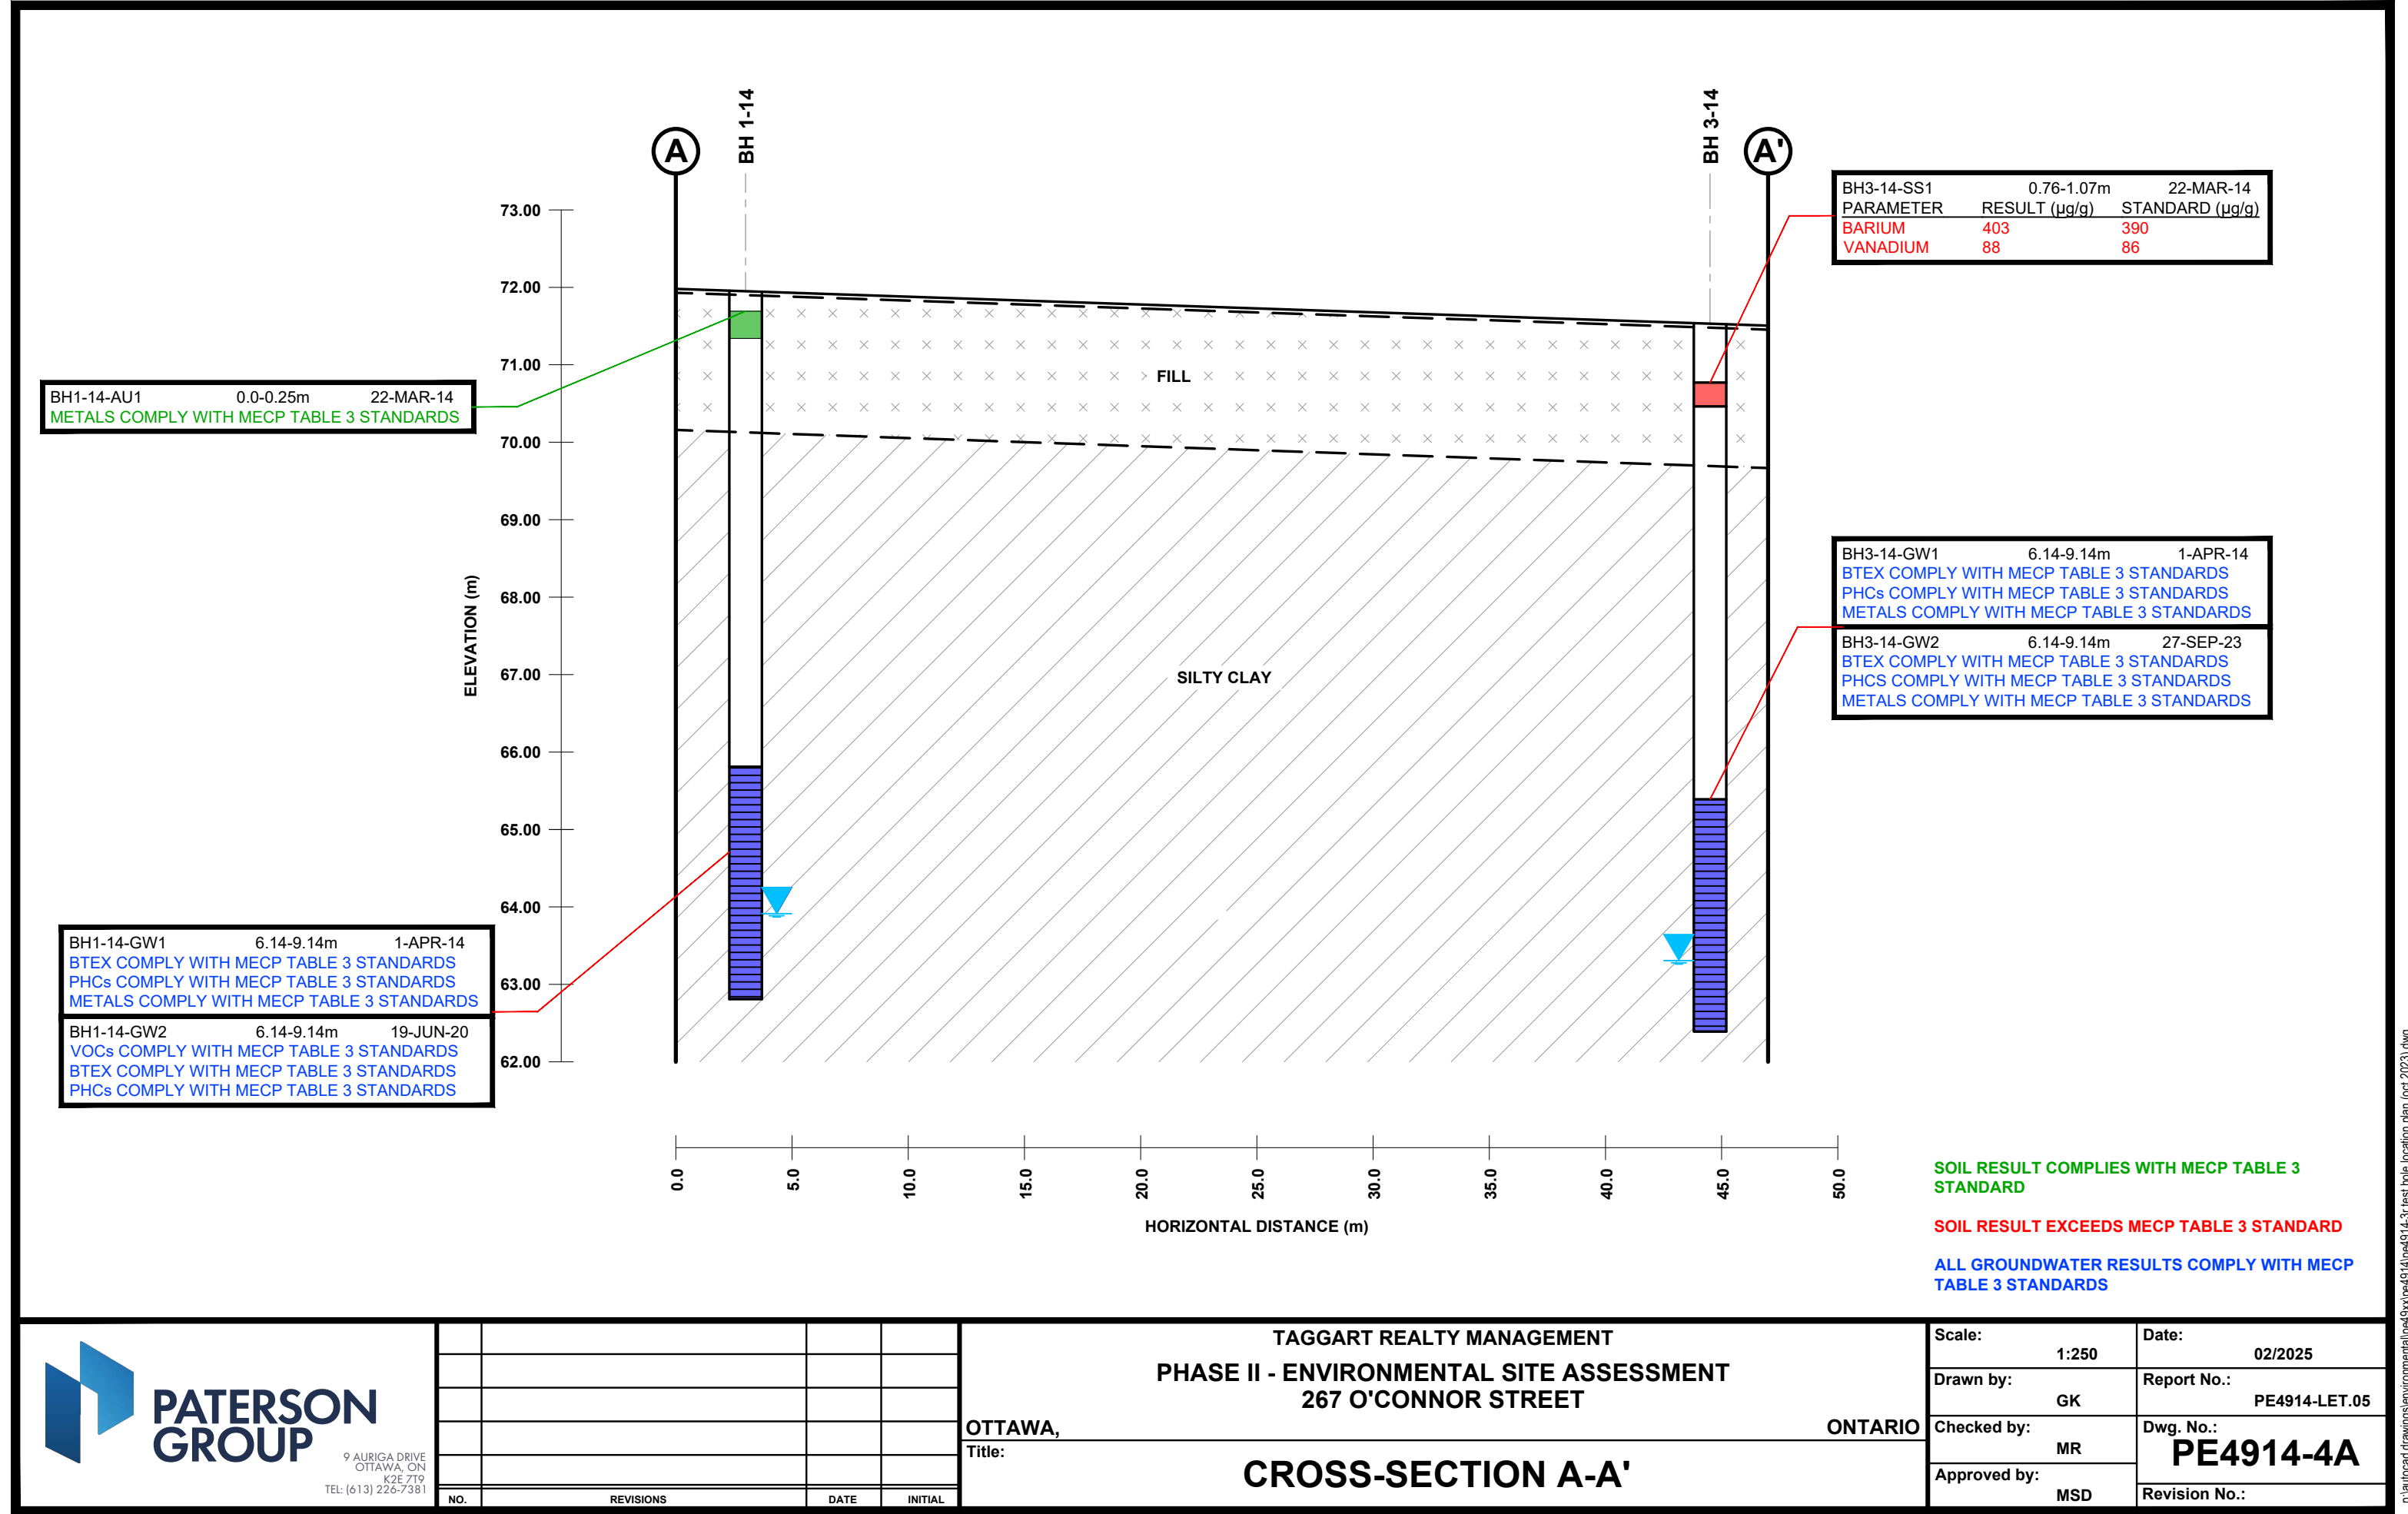 BH 1-14
BH 3-14
A
A'
BH3-14-SS1 0.76-1.07m 22-MAR-14
PARAMETER RESULT (µg/g) STANDARD (µg/g)
BARIUM 403 390
VANADIUM 88 86
73.00
72.00
71.00
70.00
69.00
68.00
67.00
66.00
65.00
64.00
63.00
62.00
ELEVATION (m)
FILL
SILTY CLAY
BH1-14-AU1 0.0-0.25m 22-MAR-14
METALS COMPLY WITH MECP TABLE 3 STANDARDS
BH3-14-GW1 6.14-9.14m 1-APR-14
BTEX COMPLY WITH MECP TABLE 3 STANDARDS
PHCs COMPLY WITH MECP TABLE 3 STANDARDS
METALS COMPLY WITH MECP TABLE 3 STANDARDS
BH3-14-GW2 6.14-9.14m 27-SEP-23
BTEX COMPLY WITH MECP TABLE 3 STANDARDS
PHCS COMPLY WITH MECP TABLE 3 STANDARDS
METALS COMPLY WITH MECP TABLE 3 STANDARDS
BH1-14-GW1 6.14-9.14m 1-APR-14
BTEX COMPLY WITH MECP TABLE 3 STANDARDS
PHCs COMPLY WITH MECP TABLE 3 STANDARDS
METALS COMPLY WITH MECP TABLE 3 STANDARDS
BH1-14-GW2 6.14-9.14m 19-JUN-20
VOCs COMPLY WITH MECP TABLE 3 STANDARDS
BTEX COMPLY WITH MECP TABLE 3 STANDARDS
PHCs COMPLY WITH MECP TABLE 3 STANDARDS
0.0 5.0 10.0 15.0 20.0 25.0 30.0 35.0 40.0 45.0 50.0
HORIZONTAL DISTANCE (m)
SOIL RESULT COMPLIES WITH MECP TABLE 3
STANDARD
SOIL RESULT EXCEEDS MECP TABLE 3 STANDARD
ALL GROUNDWATER RESULTS COMPLY WITH MECP
TABLE 3 STANDARDS
p:\autocad drawings\enviromental\pe49xx\pe4914\pe4914-3r test hole location plan (oct 2023).dwg
PATERSON
GROUP
9 AURIGA DRIVE
OTTAWA, ON
K2E 7T9
TEL: (613) 226-7381
NO. REVISIONS DATE INITIAL
TAGGART REALTY MANAGEMENT
PHASE II - ENVIRONMENTAL SITE ASSESSMENT
267 O'CONNOR STREET
OTTAWA, ONTARIO
Title:
CROSS-SECTION A-A'
Scale:
1:250
Date:
02/2025
Drawn by:
GK
Report No.:
PE4914-LET.05
Checked by:
MR
Dwg. No.:
PE4914-4A
Approved by:
MSD
Revision No.: